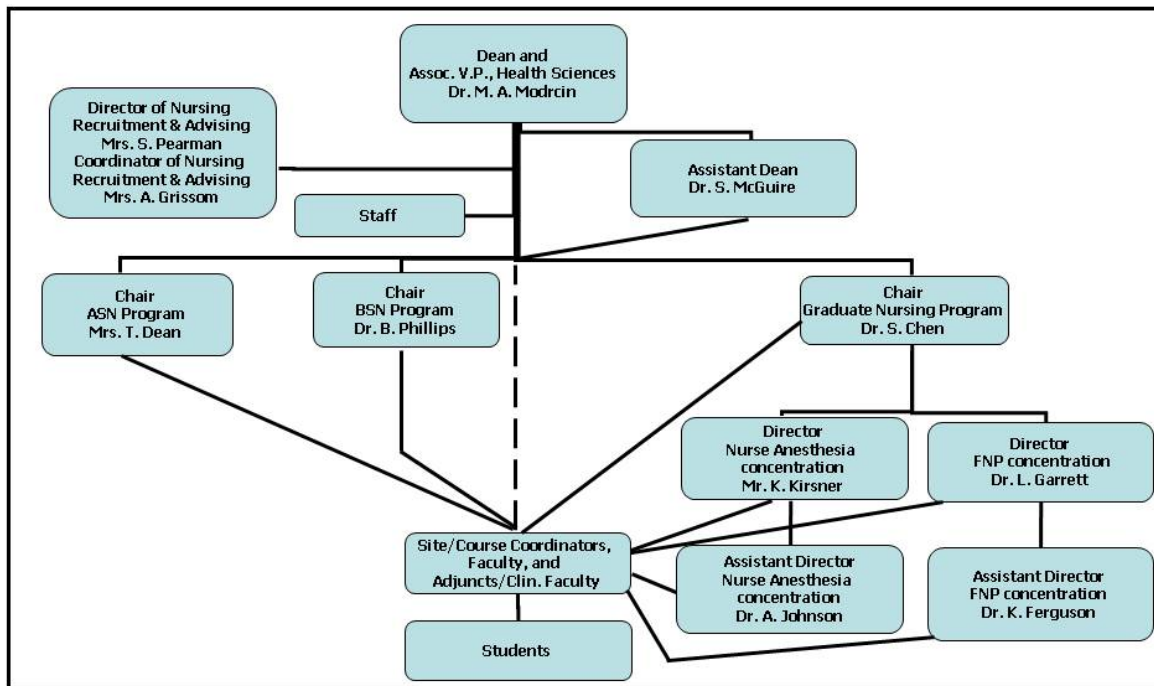 Dean and
Assoc. V.P., Health Sciences
Dr. M. A. Modrcin
Director of Nursing
Recruitment & Advising
Mrs. S. Pearman
Coordinator of Nursing
Recruitment & Advising
Mrs. A. Grissom
Assistant Dean
Dr. S. McGuire
Staff
Chair
ASN Program
Mrs. T. Dean
Chair
BSN Program
Dr. B. Phillips
Chair
Graduate Nursing Program
Dr. S. Chen
Director
Nurse Anesthesia
concentration
Mr. K. Kirsner
Director
FNP concentration
Dr. L. Garrett
Site/Course Coordinators,
Faculty, and
Adjuncts/Clin. Faculty
Assistant Director
Nurse Anesthesia
concentration
Dr. A. Johnson
Assistant Director
FNP concentration
Dr. K. Ferguson
Students